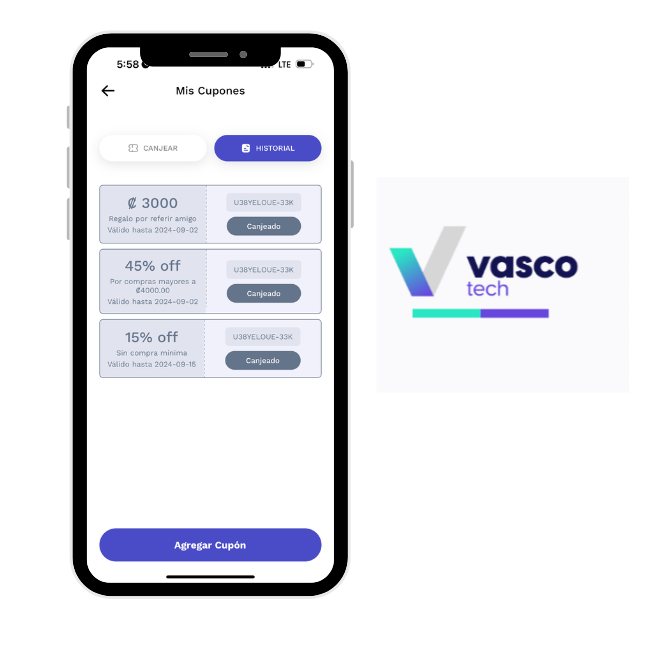 5:58
LTE
Mis Cupones
CANJEAR
HISTORIAL
₡ 3000
Regalo por referir amigo
Válido hasta 2024-09-02
U38YELOUE-33K
Canjeado
45% off
Por compras mayores a
₡4000.00
Válido hasta 2024-09-02
U38YELOUE-33K
Canjeado
15% off
Sin compra mínima
Válido hasta 2024-09-15
U38YELOUE-33K
Canjeado
Agregar Cupón
vasco
tech